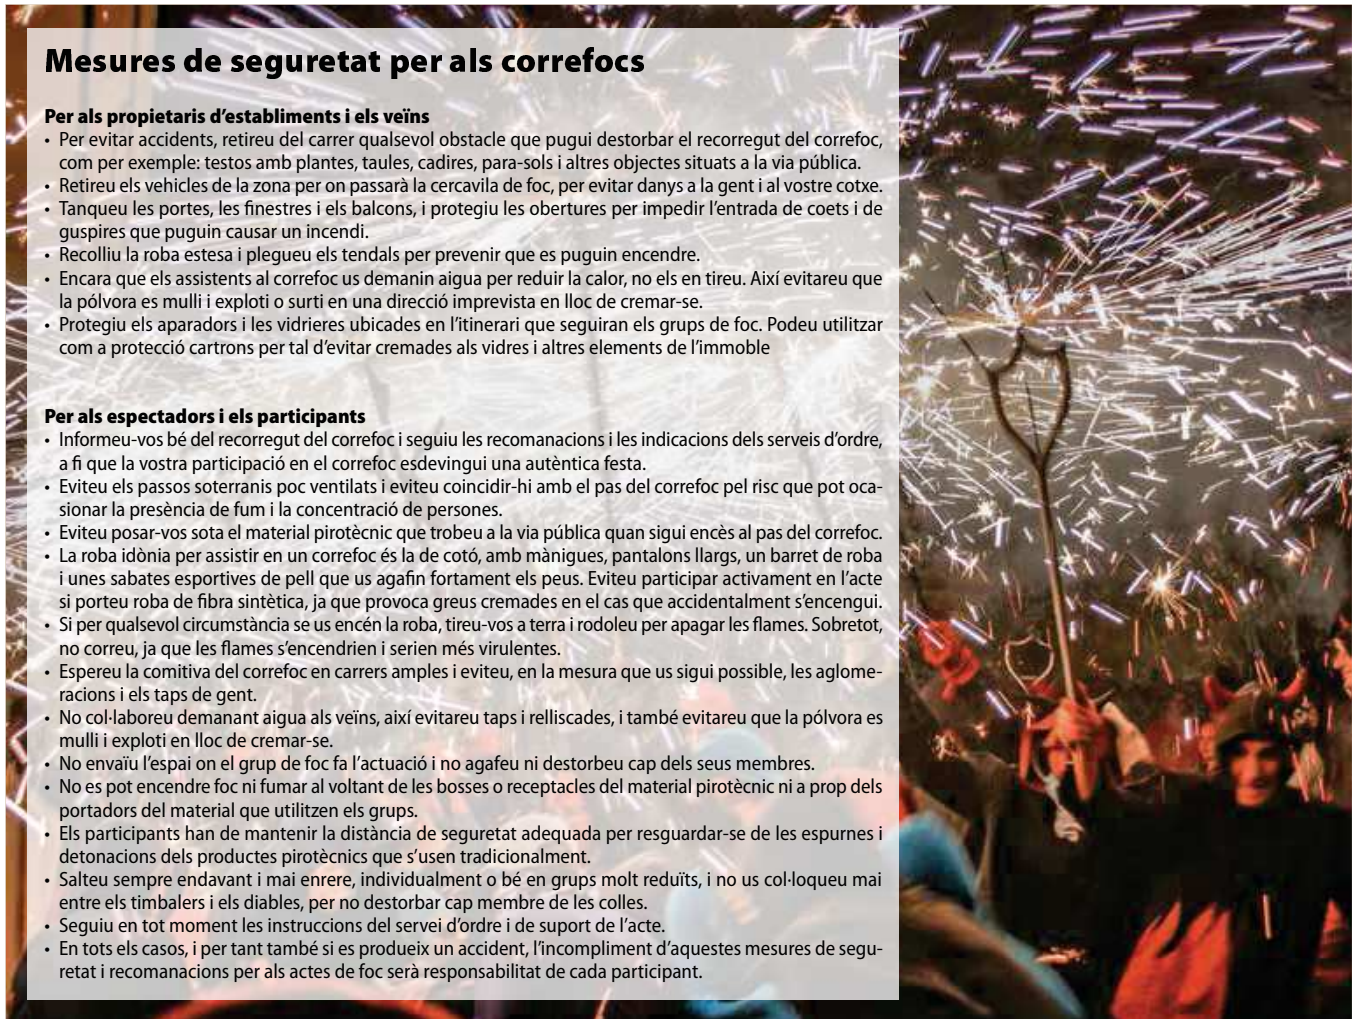 Mesures de seguretat per als correfocs
Per als propietaris d'establiments i els veïns
• Per evitar accidents, retireu del carrer qualsevol obstacle que pugui destorbar el recorregut del correfoc,
com per exemple: testos amb plantes, taules, cadires, para-sols i altres objectes situats a la via pública.
• Retireu els vehicles de la zona per on passarà la cercavila de foc, per evitar danys a la gent i al vostre cotxe.
• Tanqueu les portes, les finestres i els balcons, i protegiu les obertures per impedir l'entrada de coets i de
guspires que puguin causar un incendi.
• Recolliu la roba estesa i plegueu els tendals per prevenir que es puguin encendre.
• Encara que els assistents al correfoc us demanin aigua per reduir la calor, no els en tireu. Així evitareu que
la pólvora es mulli i exploti o surti en una direcció imprevista en lloc de cremar-se.
• Protegiu els aparadors i les vidrieres ubicades en l'itinerari que seguiran els grups de foc. Podeu utilitzar
com a protecció cartrons per tal d'evitar cremades als vidres i altres elements de l'immoble
Per als espectadors i els participants
• Informeu-vos bé del recorregut del correfoc i seguiu les recomanacions i les indicacions dels serveis d'ordre,
a fi que la vostra participació en el correfoc esdevingui una autèntica festa.
• Eviteu els passos soterranis poc ventilats i eviteu coincidir-hi amb el pas del correfoc pel risc que pot oca-
sionar la presència de fum i la concentració de persones.
• Eviteu posar-vos sota el material pirotècnic que trobeu a la via pública quan sigui encès al pas del correfoc.
• La roba idònia per assistir en un correfoc és la de cotó, amb mànigues, pantalons llargs, un barret de roba
i unes sabates esportives de pell que us agafin fortament els peus. Eviteu participar activament en l'acte
si porteu roba de fibra sintètica, ja que provoca greus cremades en el cas que accidentalment s'encengui.
• Si per qualsevol circumstància se us encén la roba, tireu-vos a terra i rodoleu per apagar les flames. Sobretot,
no correu, ja que les flames s'encendrien i serien més virulentes.
• Espereu la comitiva del correfoc en carrers amples i eviteu, en la mesura que us sigui possible, les aglome-
racions i els taps de gent.
• No col·laboreu demanant aigua als veïns, així evitareu taps i relliscades, i també evitareu que la pólvora es
mulli i exploti en lloc de cremar-se.
• No envaïu l'espai on el grup de foc fa l'actuació i no agafeu ni destorbeu cap dels seus membres.
• No es pot encendre foc ni fumar al voltant de les bosses o receptacles del material pirotècnic ni a prop dels
portadors del material que utilitzen els grups.
• Els participants han de mantenir la distància de seguretat adequada per resguardar-se de les espurnes i
detonacions dels productes pirotècnics que s'usen tradicionalment.
• Salteu sempre endavant i mai enrere, individualment o bé en grups molt reduïts, i no us col·loqueu mai
entre els timbalers i els diables, per no destorbar cap membre de les colles.
• Seguiu en tot moment les instruccions del servei d'ordre i de suport de l'acte.
• En tots els casos, i per tant també si es produeix un accident, l'incompliment d'aquestes mesures de segu-
retat i recomanacions per als actes de foc serà responsabilitat de cada participant.